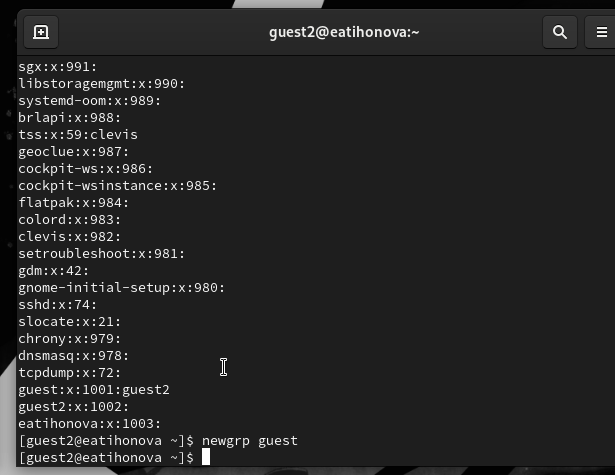 guest2@eatihonova:~
sgx:x:991:
libstoragemgmt:x:990:
systemd-oom:x:989:
brlapi:x:988:
tss:x:59:clevis
geoclue:x:987:
cockpit-ws:x:986:
cockpit-wsinstance:x:985:
flatpak:x:984:
colord:x:983:
clevis:x:982:
setroubleshoot:x:981:
gdm:x:42:
gnome-initial-setup:x:980:
sshd:x:74:
slocate:x:21:
chrony:x:979:
dnsmasq:x:978:
tcpdump:x:72:
guest:x:1001:guest2
guest2:x:1002:
eatihonova:x:1003:
[guest2@eatihonova ~]$ newgrp guest
[guest2@eatihonova ~]$